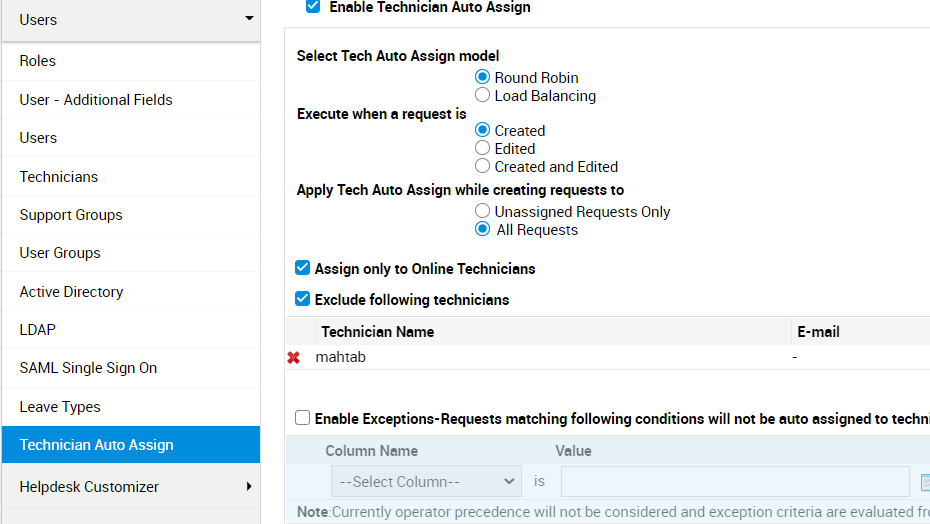 Users
Roles
User - Additional Fields
Users
Technicians
Support Groups
User Groups
Active Directory
LDAP
SAML Single Sign On
Leave Types
Technician Auto Assign
Helpdesk Customizer
Enable Technician Auto Assign
Select Tech Auto Assign model
Round Robin
Load Balancing
Execute when a request is
Created
Edited
Created and Edited
Apply Tech Auto Assign while creating requests to
Unassigned Requests Only
All Requests
Assign only to Online Technicians
Exclude following technicians
Technician Name E-mail
mahtab -
Enable Exceptions-Requests matching following conditions will not be auto assigned to techni
Column Name Value
--Select Column-- is
Note:Currently operator precedence will not be considered and exception criteria are evaluated fr